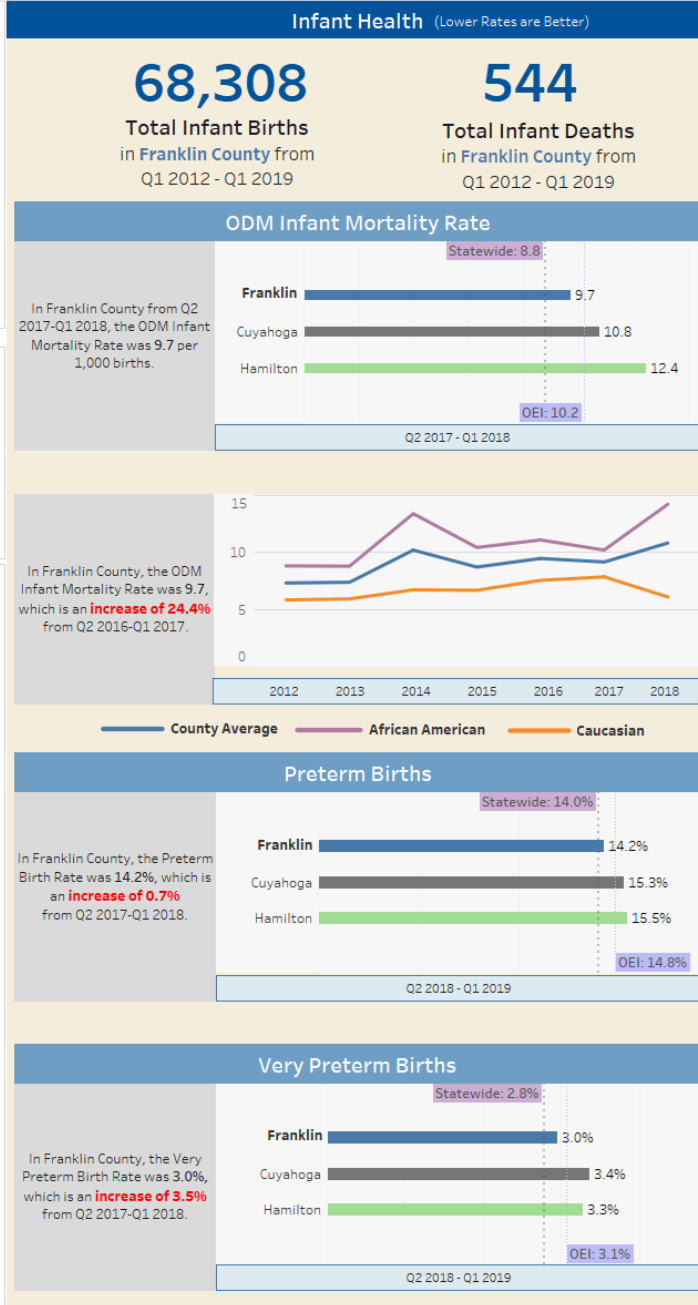 Infant Health (Lower Rates are Better)
68,308
Total Infant Births
in Franklin County from
Q1 2012 - Q1 2019
544
Total Infant Deaths
in Franklin County from
Q1 2012 - Q1 2019
ODM Infant Mortality Rate
In Franklin County from Q2
2017-Q1 2018, the ODM Infant
Mortality Rate was 9.7 per
1,000 births.
Statewide: 8.8
Franklin 9.7
Cuyahoga 10.8
Hamilton 12.4
OEI: 10.2
Q2 2017 - Q1 2018
In Franklin County, the ODM
Infant Mortality Rate was 9.7,
which is an increase of 24.4%
from Q2 2016-Q1 2017.
15
10
5
0
2012 2013 2014 2015 2016 2017 2018
County Average African American Caucasian
Preterm Births
In Franklin County, the Preterm
Birth Rate was 14.2%, which is
an increase of 0.7%
from Q2 2017-Q1 2018.
Statewide: 14.0%
Franklin 14.2%
Cuyahoga 15.3%
Hamilton 15.5%
OEI: 14.8%
Q2 2018 - Q1 2019
Very Preterm Births
In Franklin County, the Very
Preterm Birth Rate was 3.0%,
which is an increase of 3.5%
from Q2 2017-Q1 2018.
Statewide: 2.8%
Franklin 3.0%
Cuyahoga 3.4%
Hamilton 3.3%
OEI: 3.1%
Q2 2018 - Q1 2019